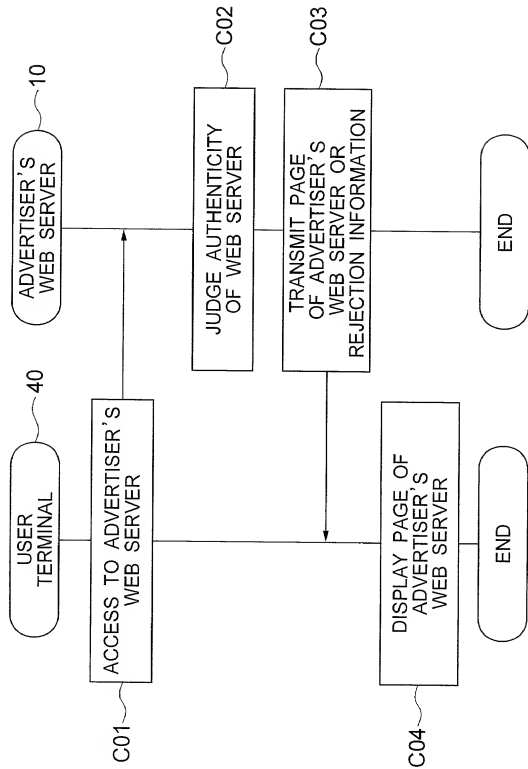 USER
TERMINAL
40
ADVERTISER'S
WEB SERVER
10
C01
ACCESS TO ADVERTISER'S
WEB SERVER
JUDGE AUTHENTICITY
OF WEB SERVER
C02
TRANSMIT PAGE
OF ADVERTISER'S
WEB SERVER OR
REJECTION INFORMATION
C03
C04
DISPLAY PAGE OF
ADVERTISER'S
WEB SERVER
END
END